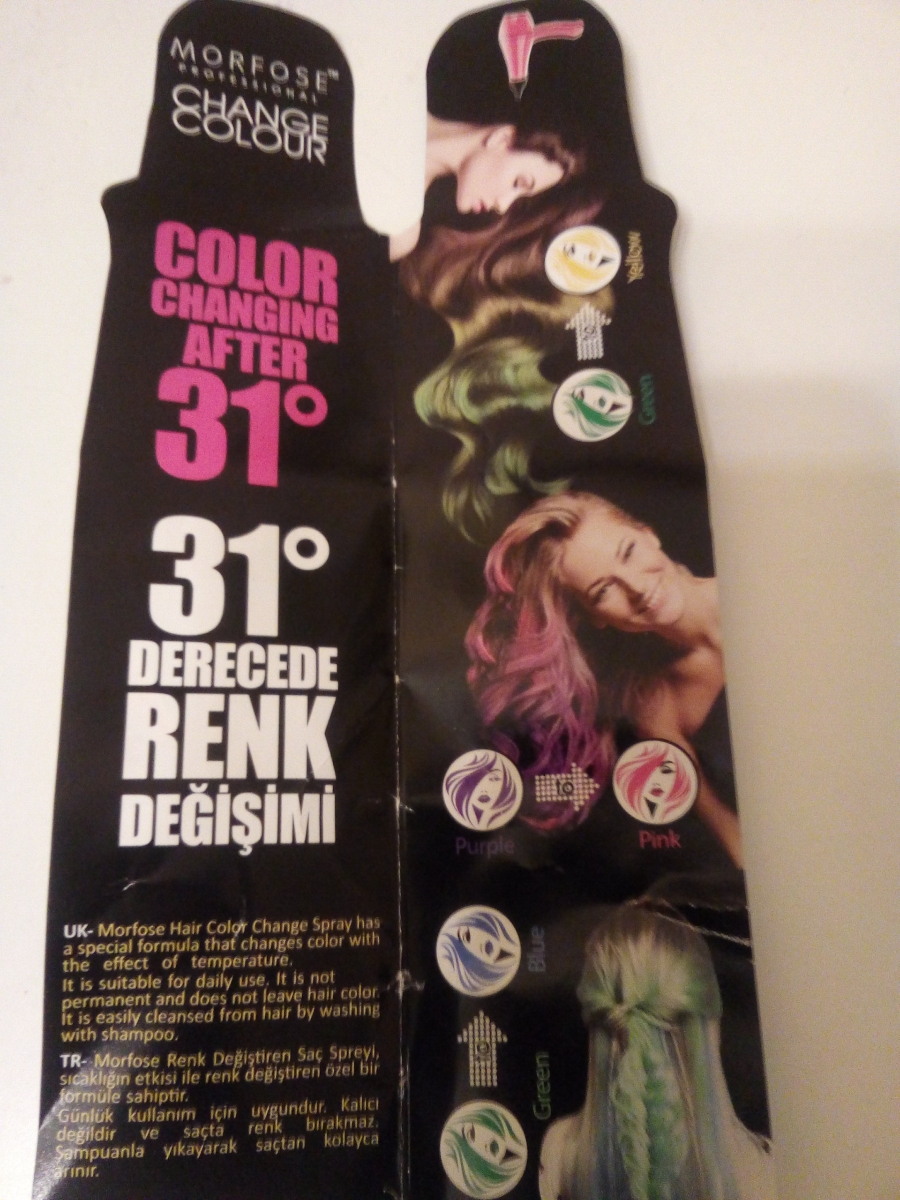 MORFOSE™
PROFESSIONAL
CHANGE
COLOUR
COLOR
CHANGING
AFTER
31°
31°
DERECEDE
RENK
DEĞİŞİMİ
UK- Morfose Hair Color Change Spray has
a special formula that changes color with
the effect of temperature.
It is suitable for daily use. It is not
permanent and does not leave hair color.
It is easily cleansed from hair by washing
with shampoo.
TR- Morfose Renk Değiştiren Saç Spreyi,
sıcaklığın etkisi ile renk değiştiren özel bir
formüle sahiptir.
Günlük kullanım için uygundur. Kalıcı
değildir ve saçta renk bırakmaz.
Şampuanla yıkayarak saçtan kolayca
arınır.
Yellow
Green
Purple
Pink
Blue
Green